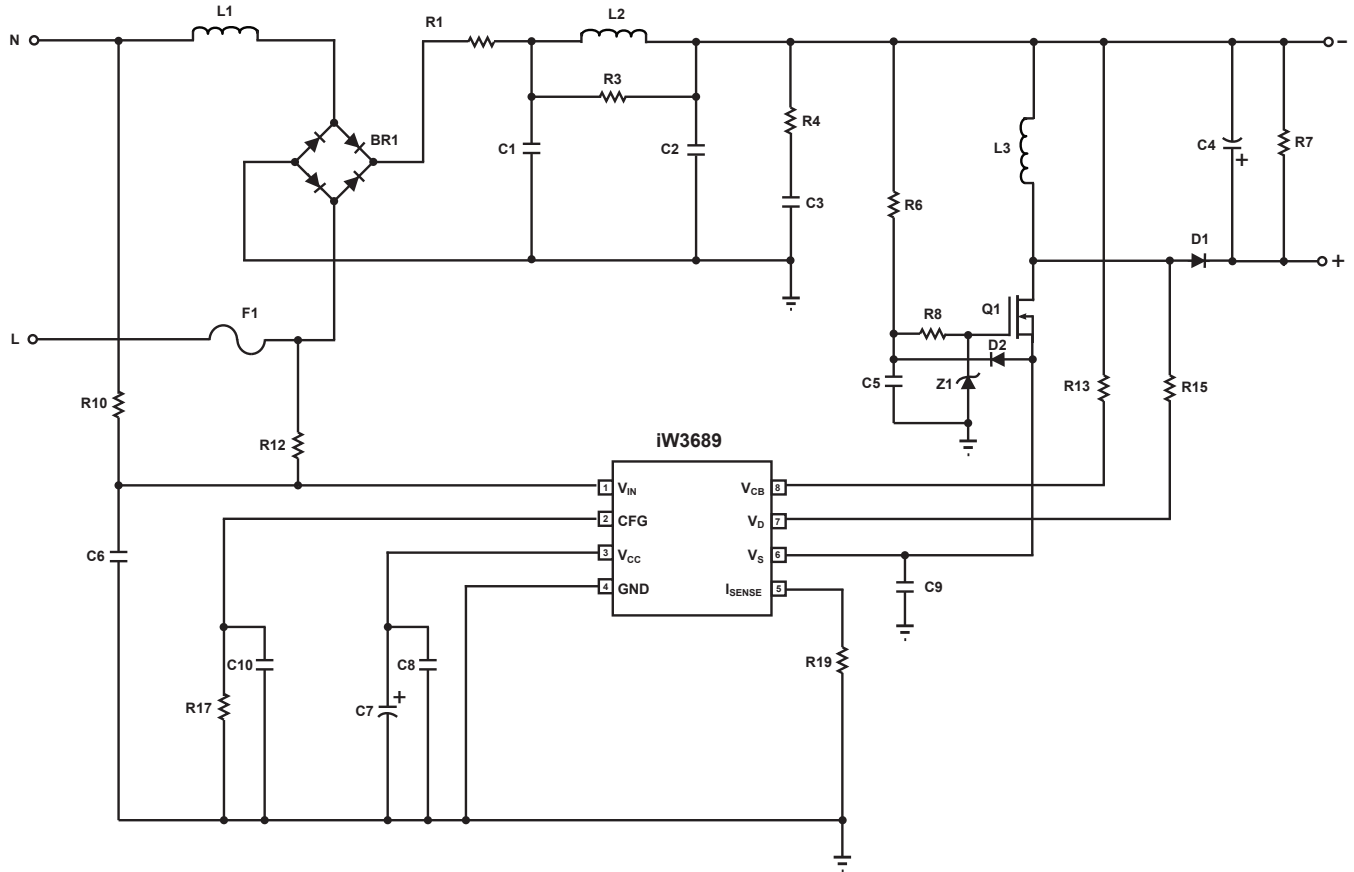 L1
L2
N
R1
−
R3
BR1
R4
C1
C2
L3
C4
R7
+
C3
R6
D1
+
F1
Q1
R8
L
D2
C5
Z1
R13
R15
R10
R12
iW3689
1 VIN
VCB 8
2 CFG
VD 7
3 VCC
VS 6
4 GND
ISENSE 5
C6
C9
C10
C8
R19
R17
C7
+